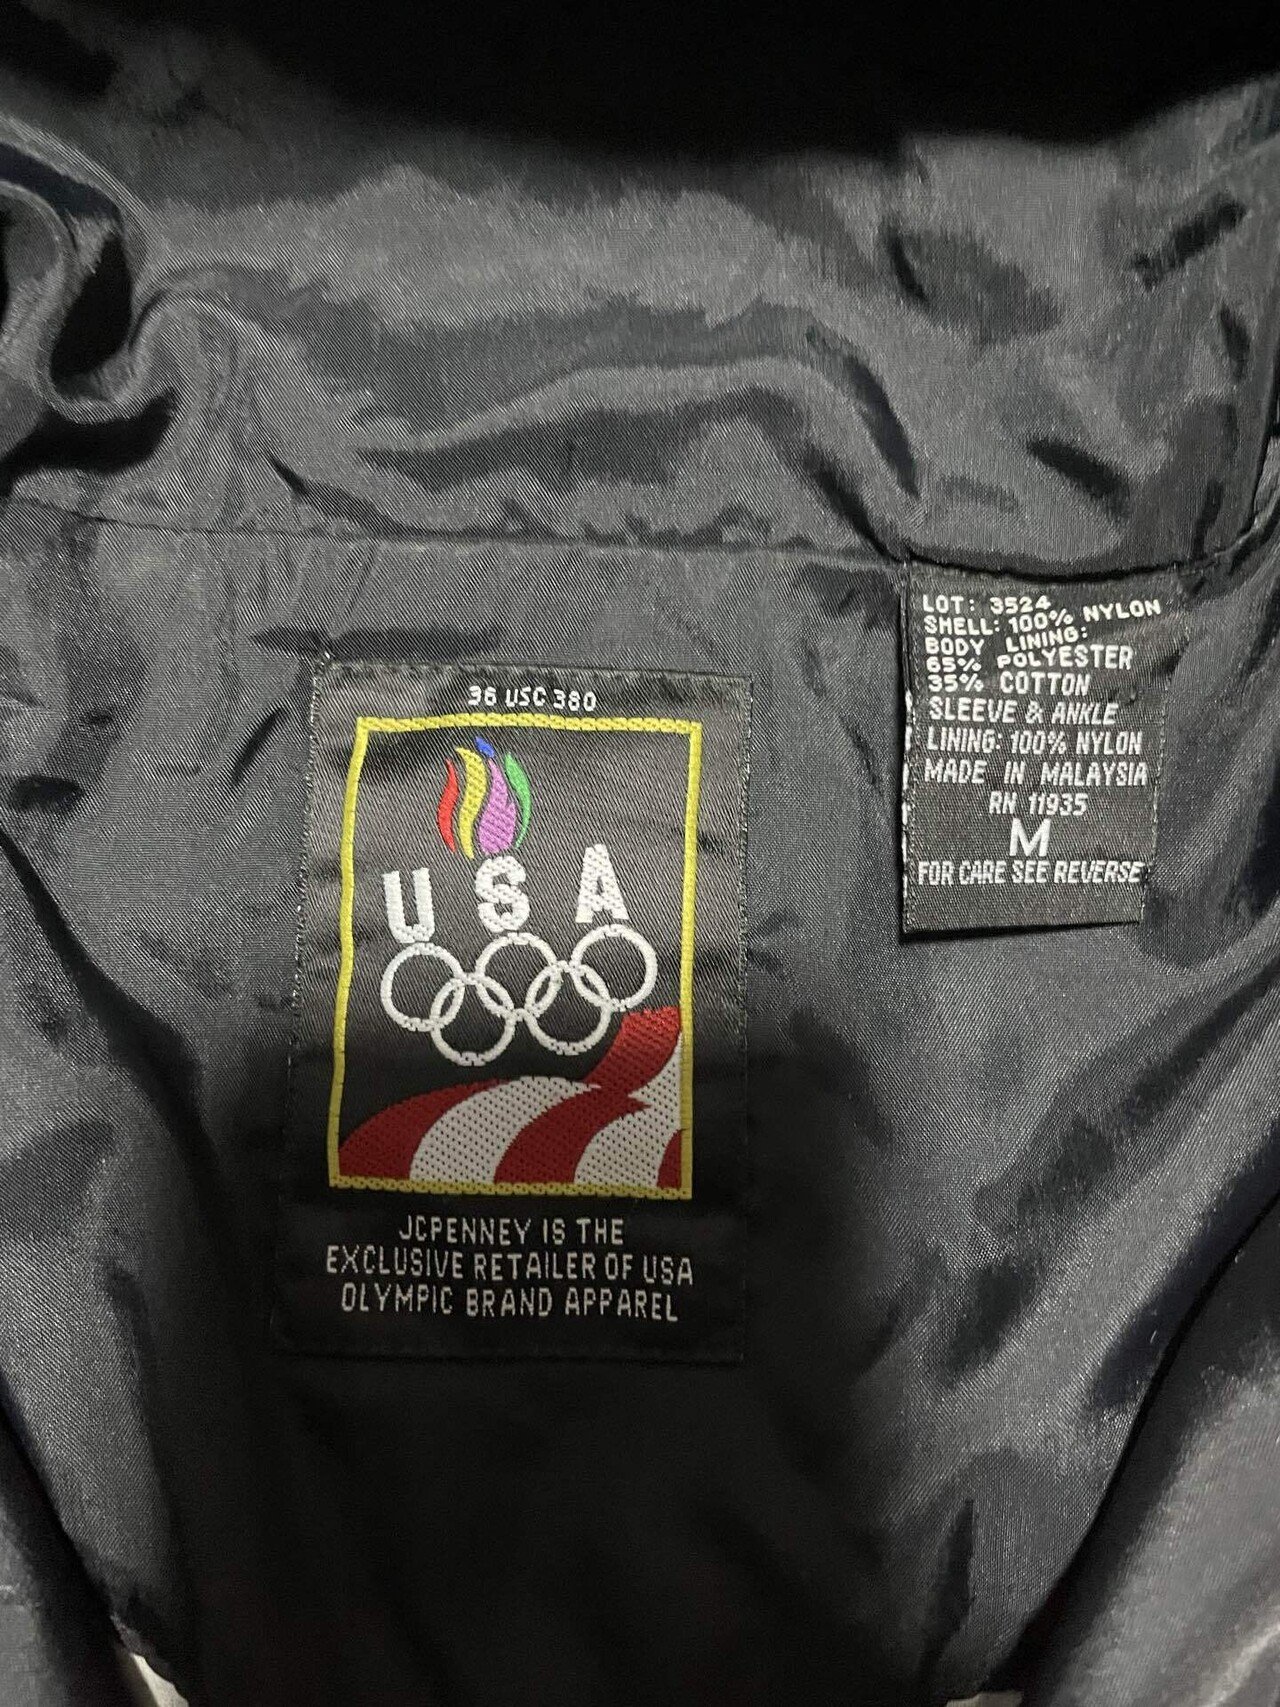 36 USC 380
USA
JCPENNEY IS THE
EXCLUSIVE RETAILER OF USA
OLYMPIC BRAND APPAREL
LOT: 3524
SHELL: 100% NYLON
BODY LINING:
65% POLYESTER
35% COTTON
SLEEVE & ANKLE
LINING: 100% NYLON
MADE IN MALAYSIA
RN 11935
M
FOR CARE SEE REVERSE